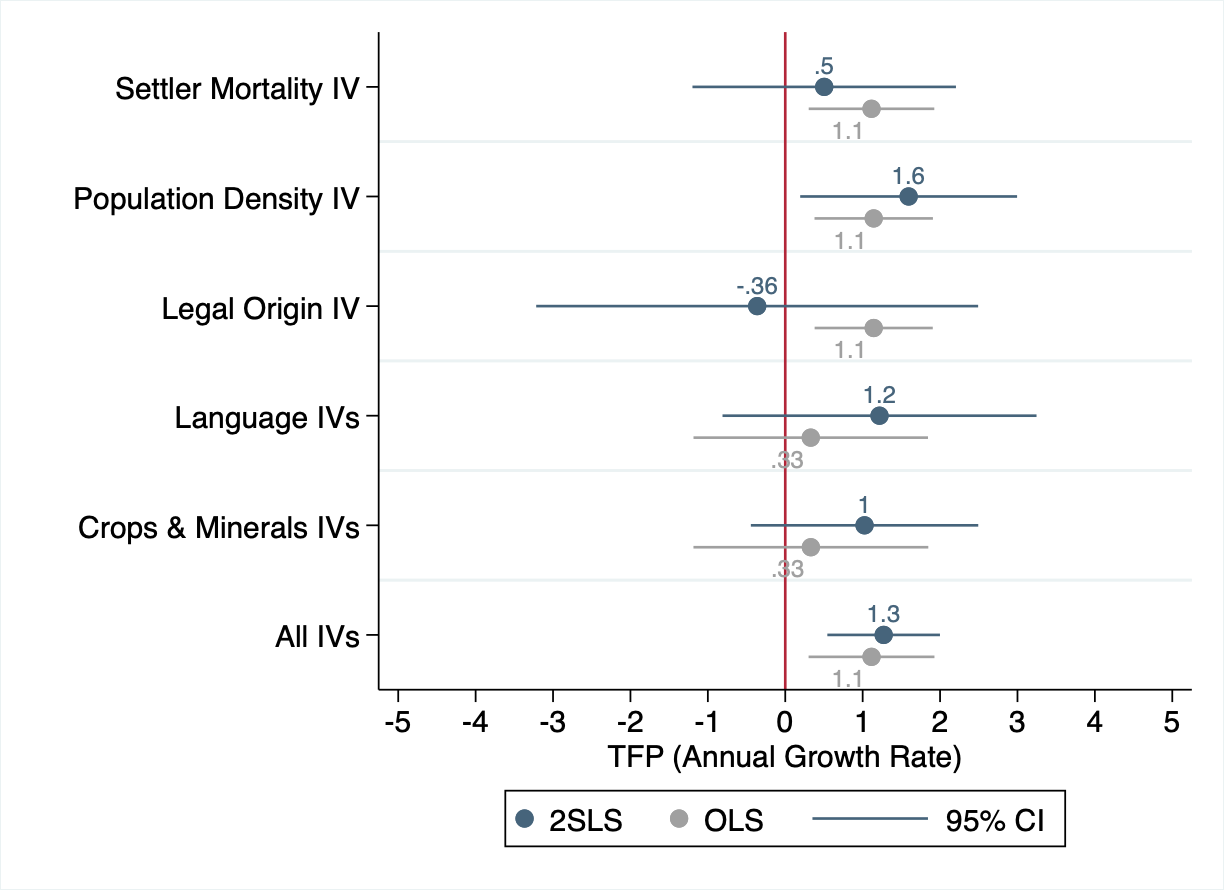 .5
Settler Mortality IV
1.1
1.6
Population Density IV
1.1
-.36
Legal Origin IV
1.1
1.2
Language IVs
.33
1
Crops & Minerals IVs
.33
1.3
All IVs
1.1
-5 -4 -3 -2 -1 0 1 2 3 4 5
TFP (Annual Growth Rate)
2SLS OLS 95% CI